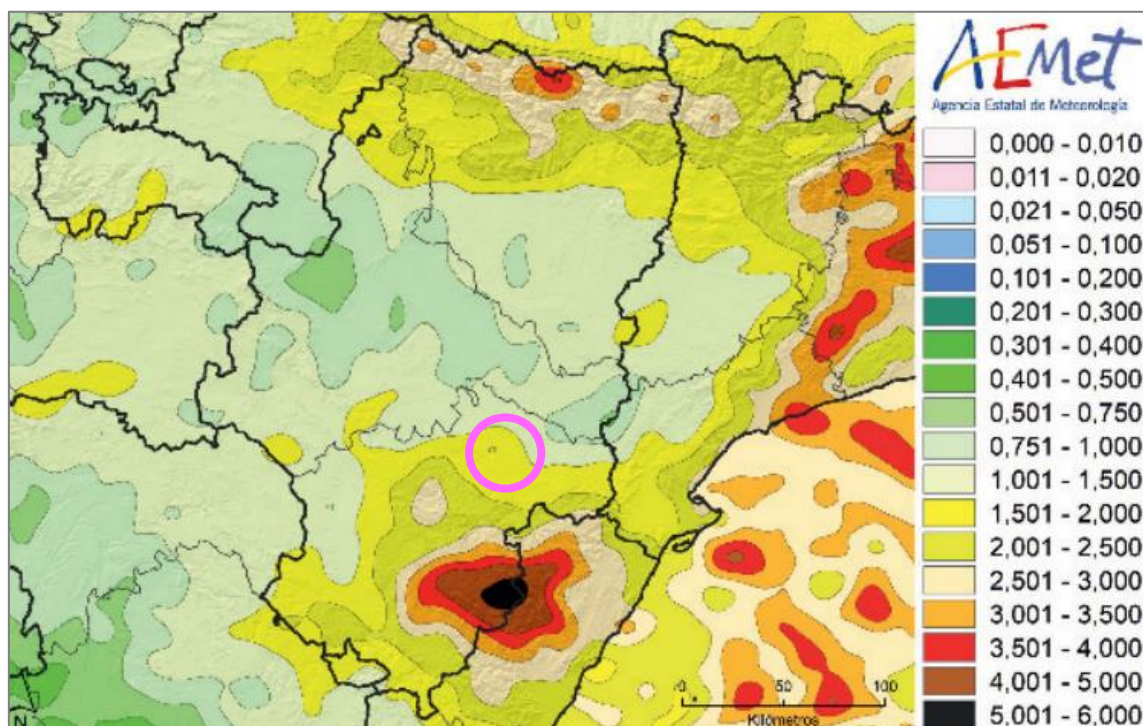 AEMet
Agencia Estatal de Meteorología
0,000 - 0,010
0,011 - 0,020
0,021 - 0,050
0,051 - 0,100
0,101 - 0,200
0,201 - 0,300
0,301 - 0,400
0,401 - 0,500
0,501 - 0,750
0,751 - 1,000
1,001 - 1,500
1,501 - 2,000
2,001 - 2,500
2,501 - 3,000
3,001 - 3,500
3,501 - 4,000
4,001 - 5,000
5,001 - 6,000
0 50 100
Kilómetros
N